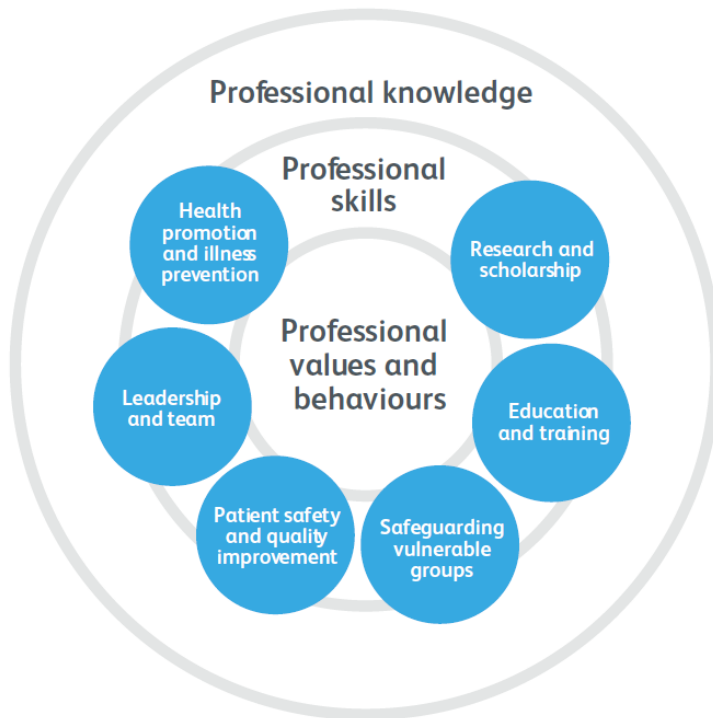 Professional knowledge
Professional
skills
Health
promotion
and illness
prevention
Research and
scholarship
Professional
values and
behaviours
Leadership
and team
Education
and training
Patient safety
and quality
improvement
Safeguarding
vulnerable
groups